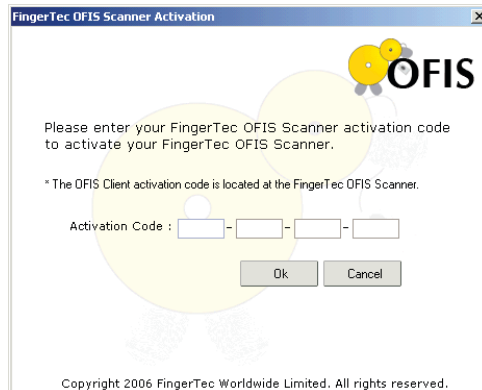 FingerTec OFIS Scanner Activation
OFIS
Please enter your FingerTec OFIS Scanner activation code
to activate your FingerTec OFIS Scanner.
* The OFIS Client activation code is located at the FingerTec OFIS Scanner.
Activation Code : - - -
Ok Cancel
Copyright 2006 FingerTec Worldwide Limited. All rights reserved.